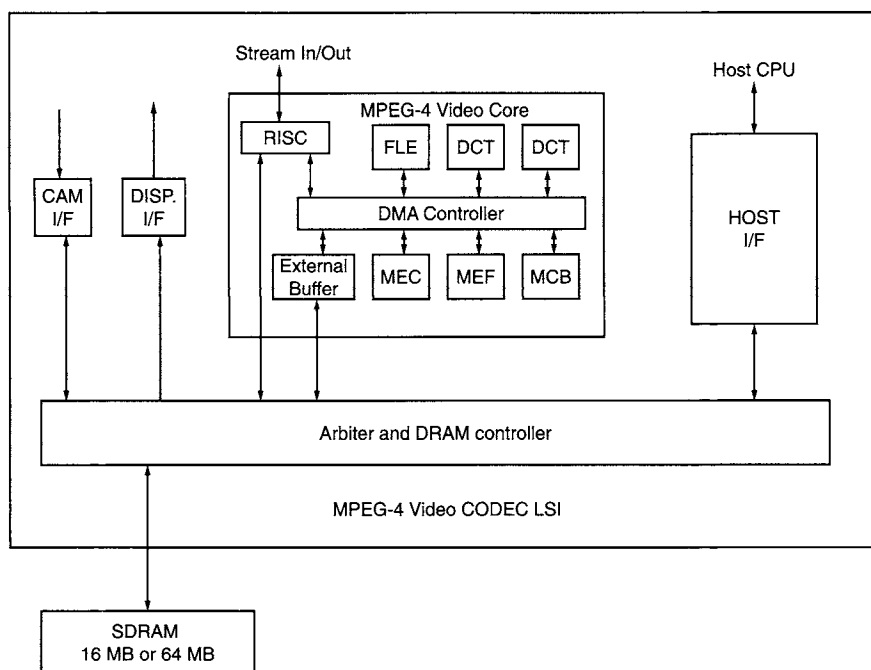 Stream In/Out
Host CPU
MPEG-4 Video Core
RISC
FLE
DCT
DCT
CAM
I/F
DISP.
I/F
DMA Controller
HOST
I/F
External
Buffer
MEC
MEF
MCB
Arbiter and DRAM controller
MPEG-4 Video CODEC LSI
SDRAM
16 MB or 64 MB